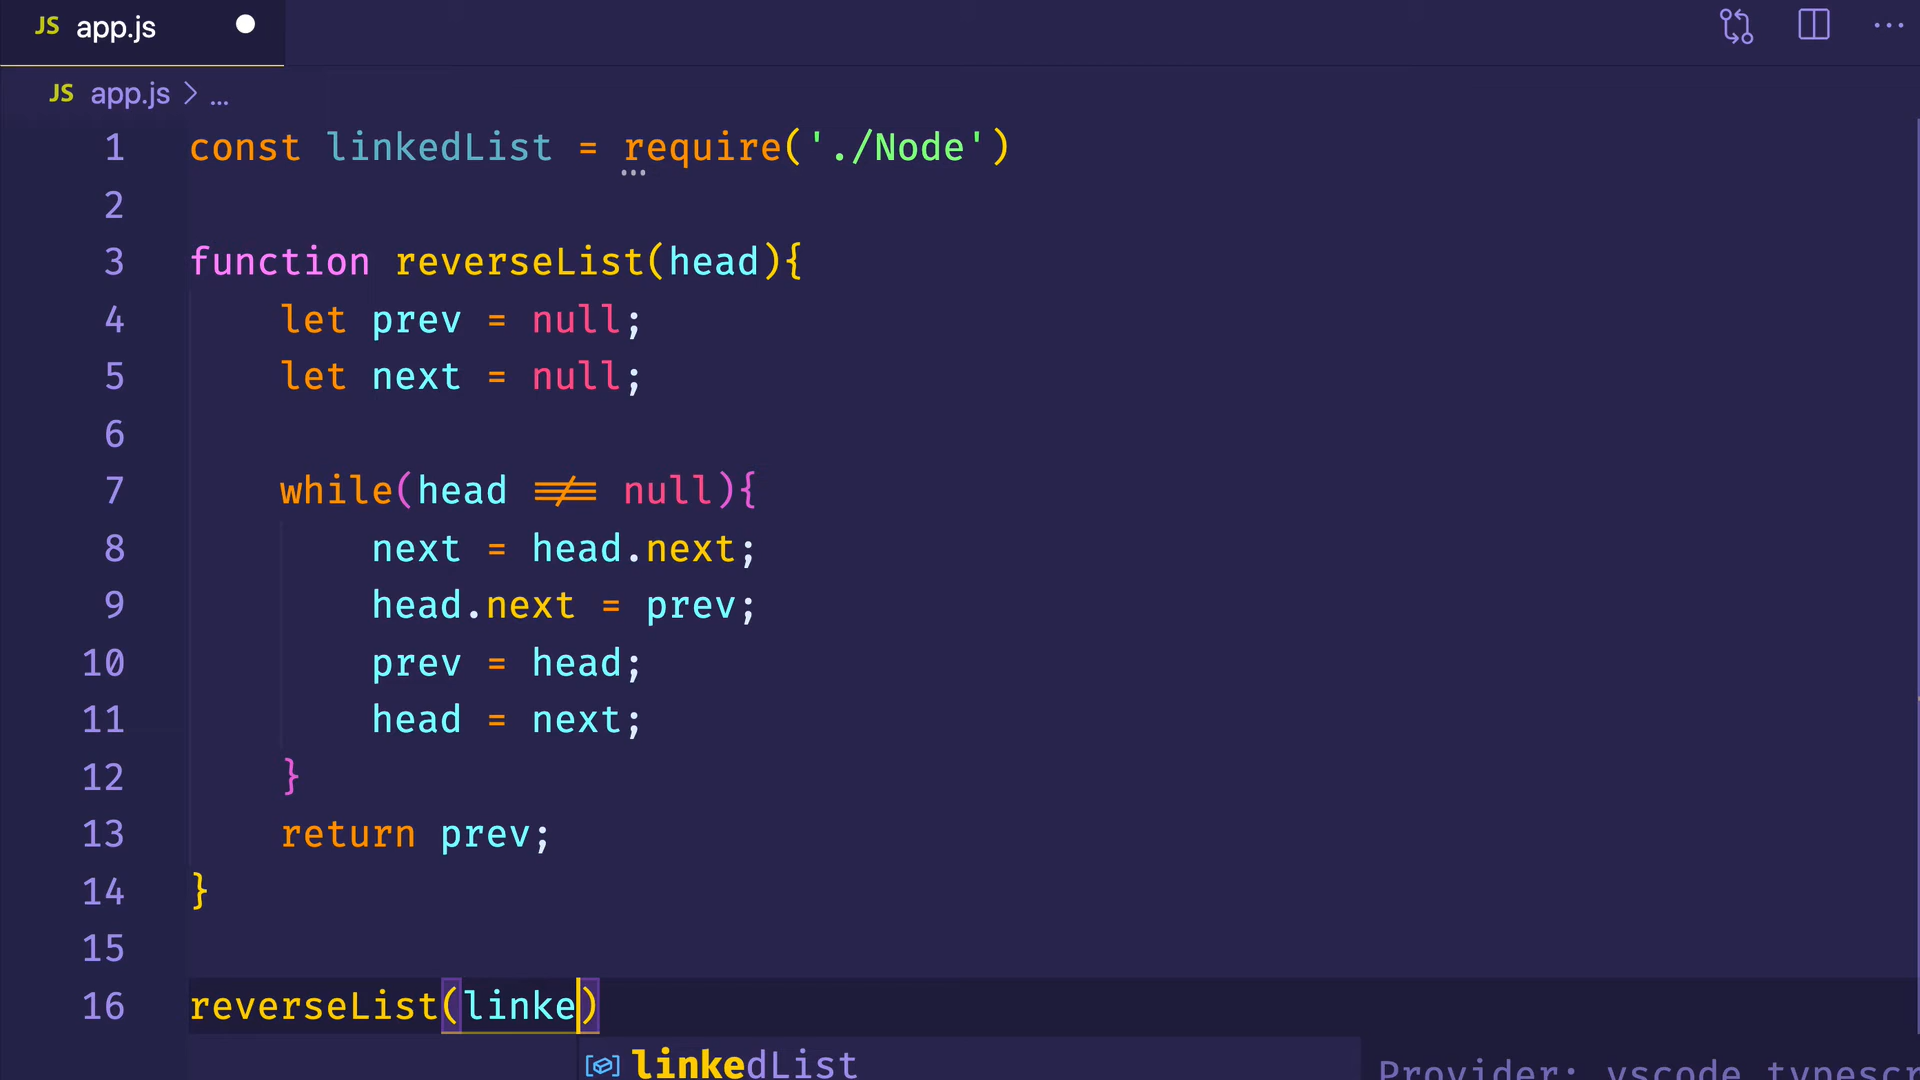 JS app.js
JS app.js > ...
1 const linkedList = require('./Node')
2
3 function reverseList(head){
4 let prev = null;
5 let next = null;
6
7 while(head !== null){
8 next = head.next;
9 head.next = prev;
10 prev = head;
11 head = next;
12 }
13 return prev;
14 }
15
16 reverseList(linke)
linkedList
Provider: vscode.typescr